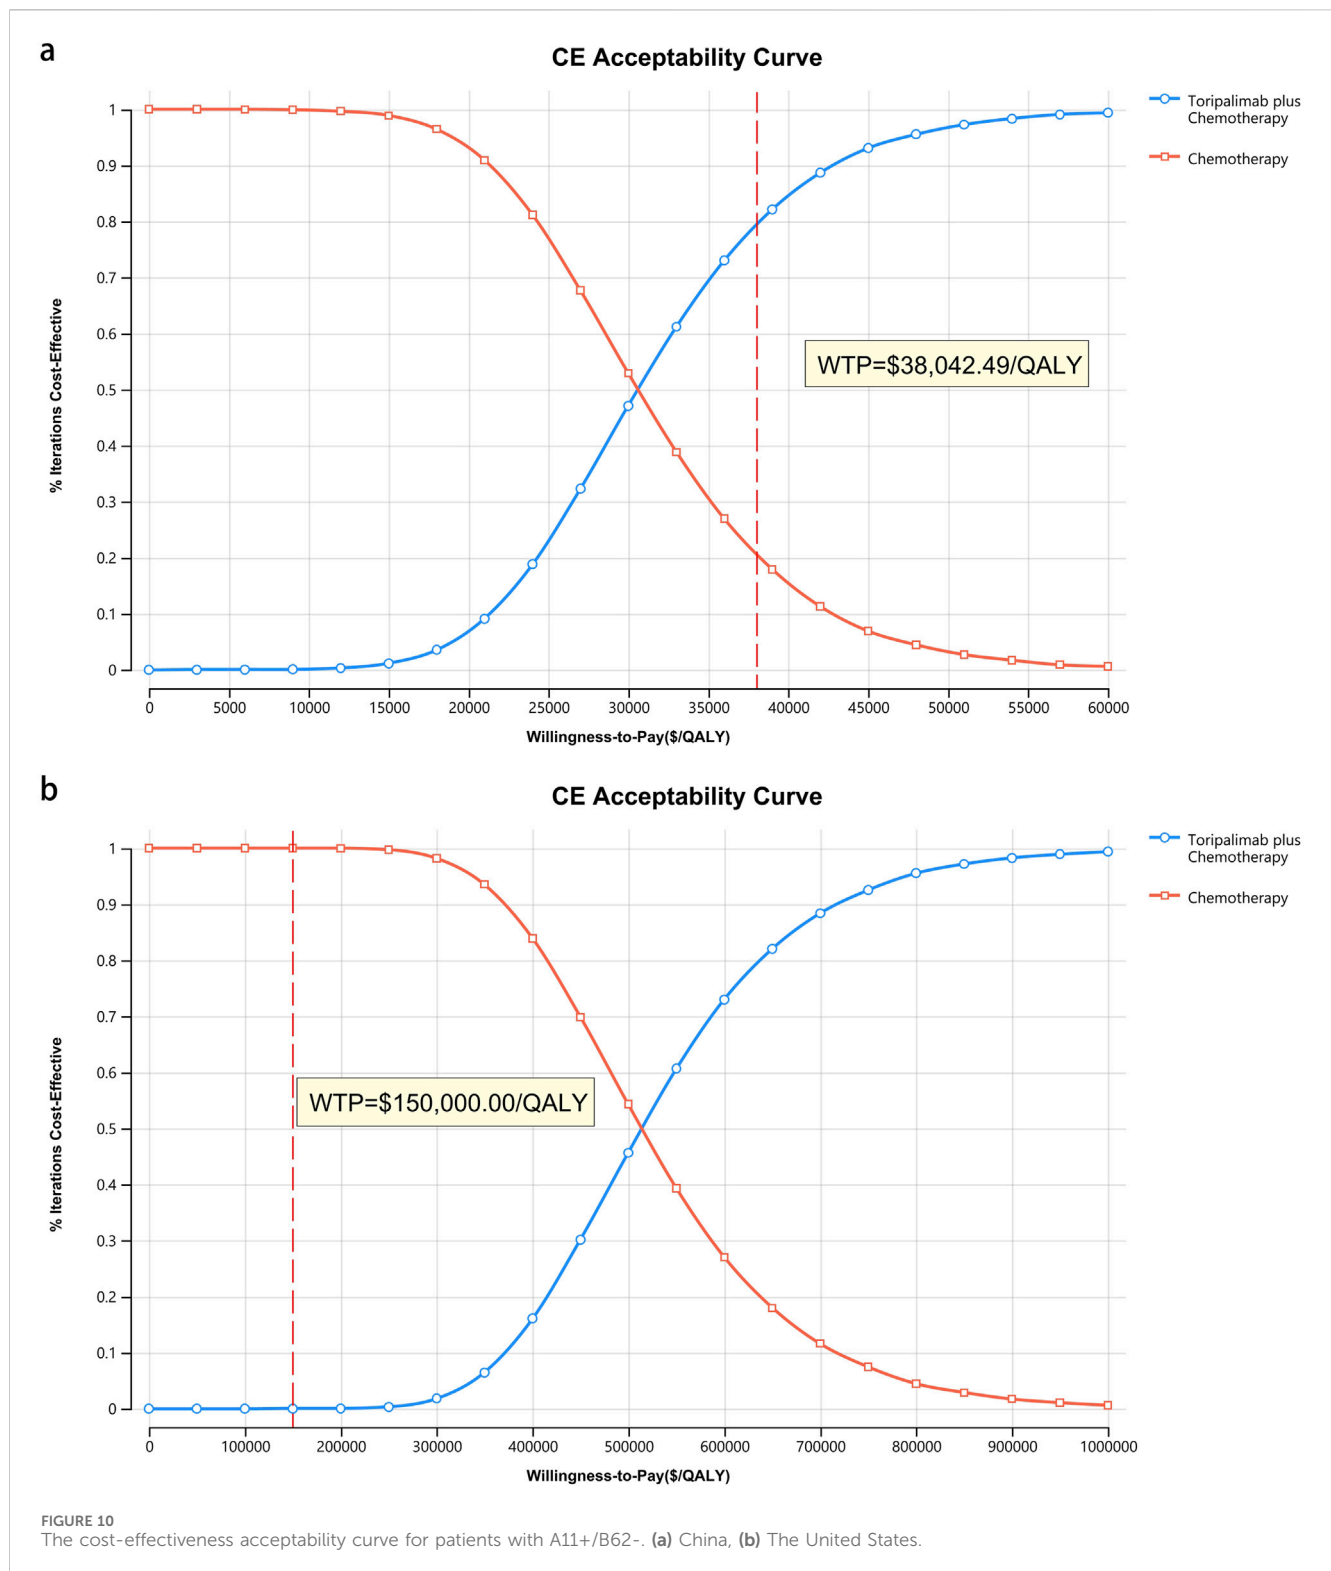 a
CE Acceptability Curve
Toripalimab plus
Chemotherapy
Chemotherapy
1
0.9
0.8
0.7
0.6
0.5
0.4
0.3
0.2
0.1
0
% Iterations Cost-Effective
WTP=$38,042.49/QALY
0 5000 10000 15000 20000 25000 30000 35000 40000 45000 50000 55000 60000
Willingness-to-Pay($/QALY)
b
CE Acceptability Curve
Toripalimab plus
Chemotherapy
Chemotherapy
1
0.9
0.8
0.7
0.6
0.5
0.4
0.3
0.2
0.1
0
% Iterations Cost-Effective
WTP=$150,000.00/QALY
0 100000 200000 300000 400000 500000 600000 700000 800000 900000 1000000
Willingness-to-Pay($/QALY)
FIGURE 10
The cost-effectiveness acceptability curve for patients with A11+/B62-. (a) China, (b) The United States.